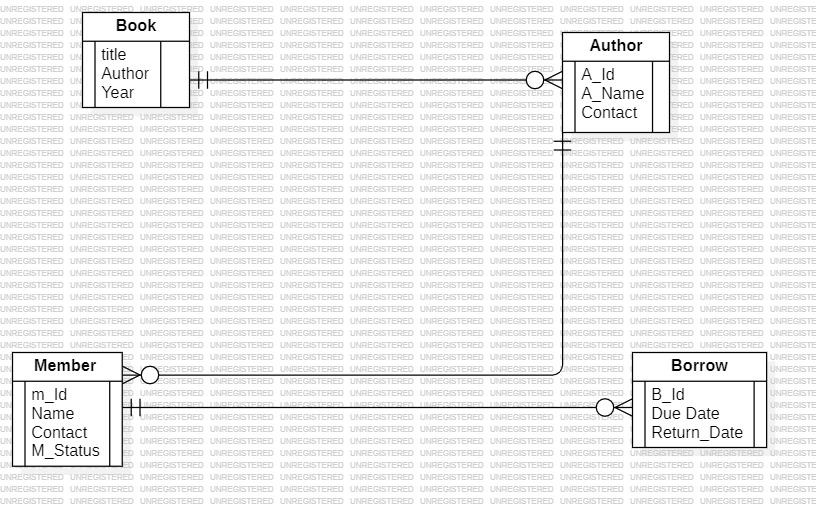 Book
title
Author
Year
Author
A_Id
A_Name
Contact
Member
m_Id
Name
Contact
M_Status
Borrow
B_Id
Due Date
Return_Date
UNREGISTERED